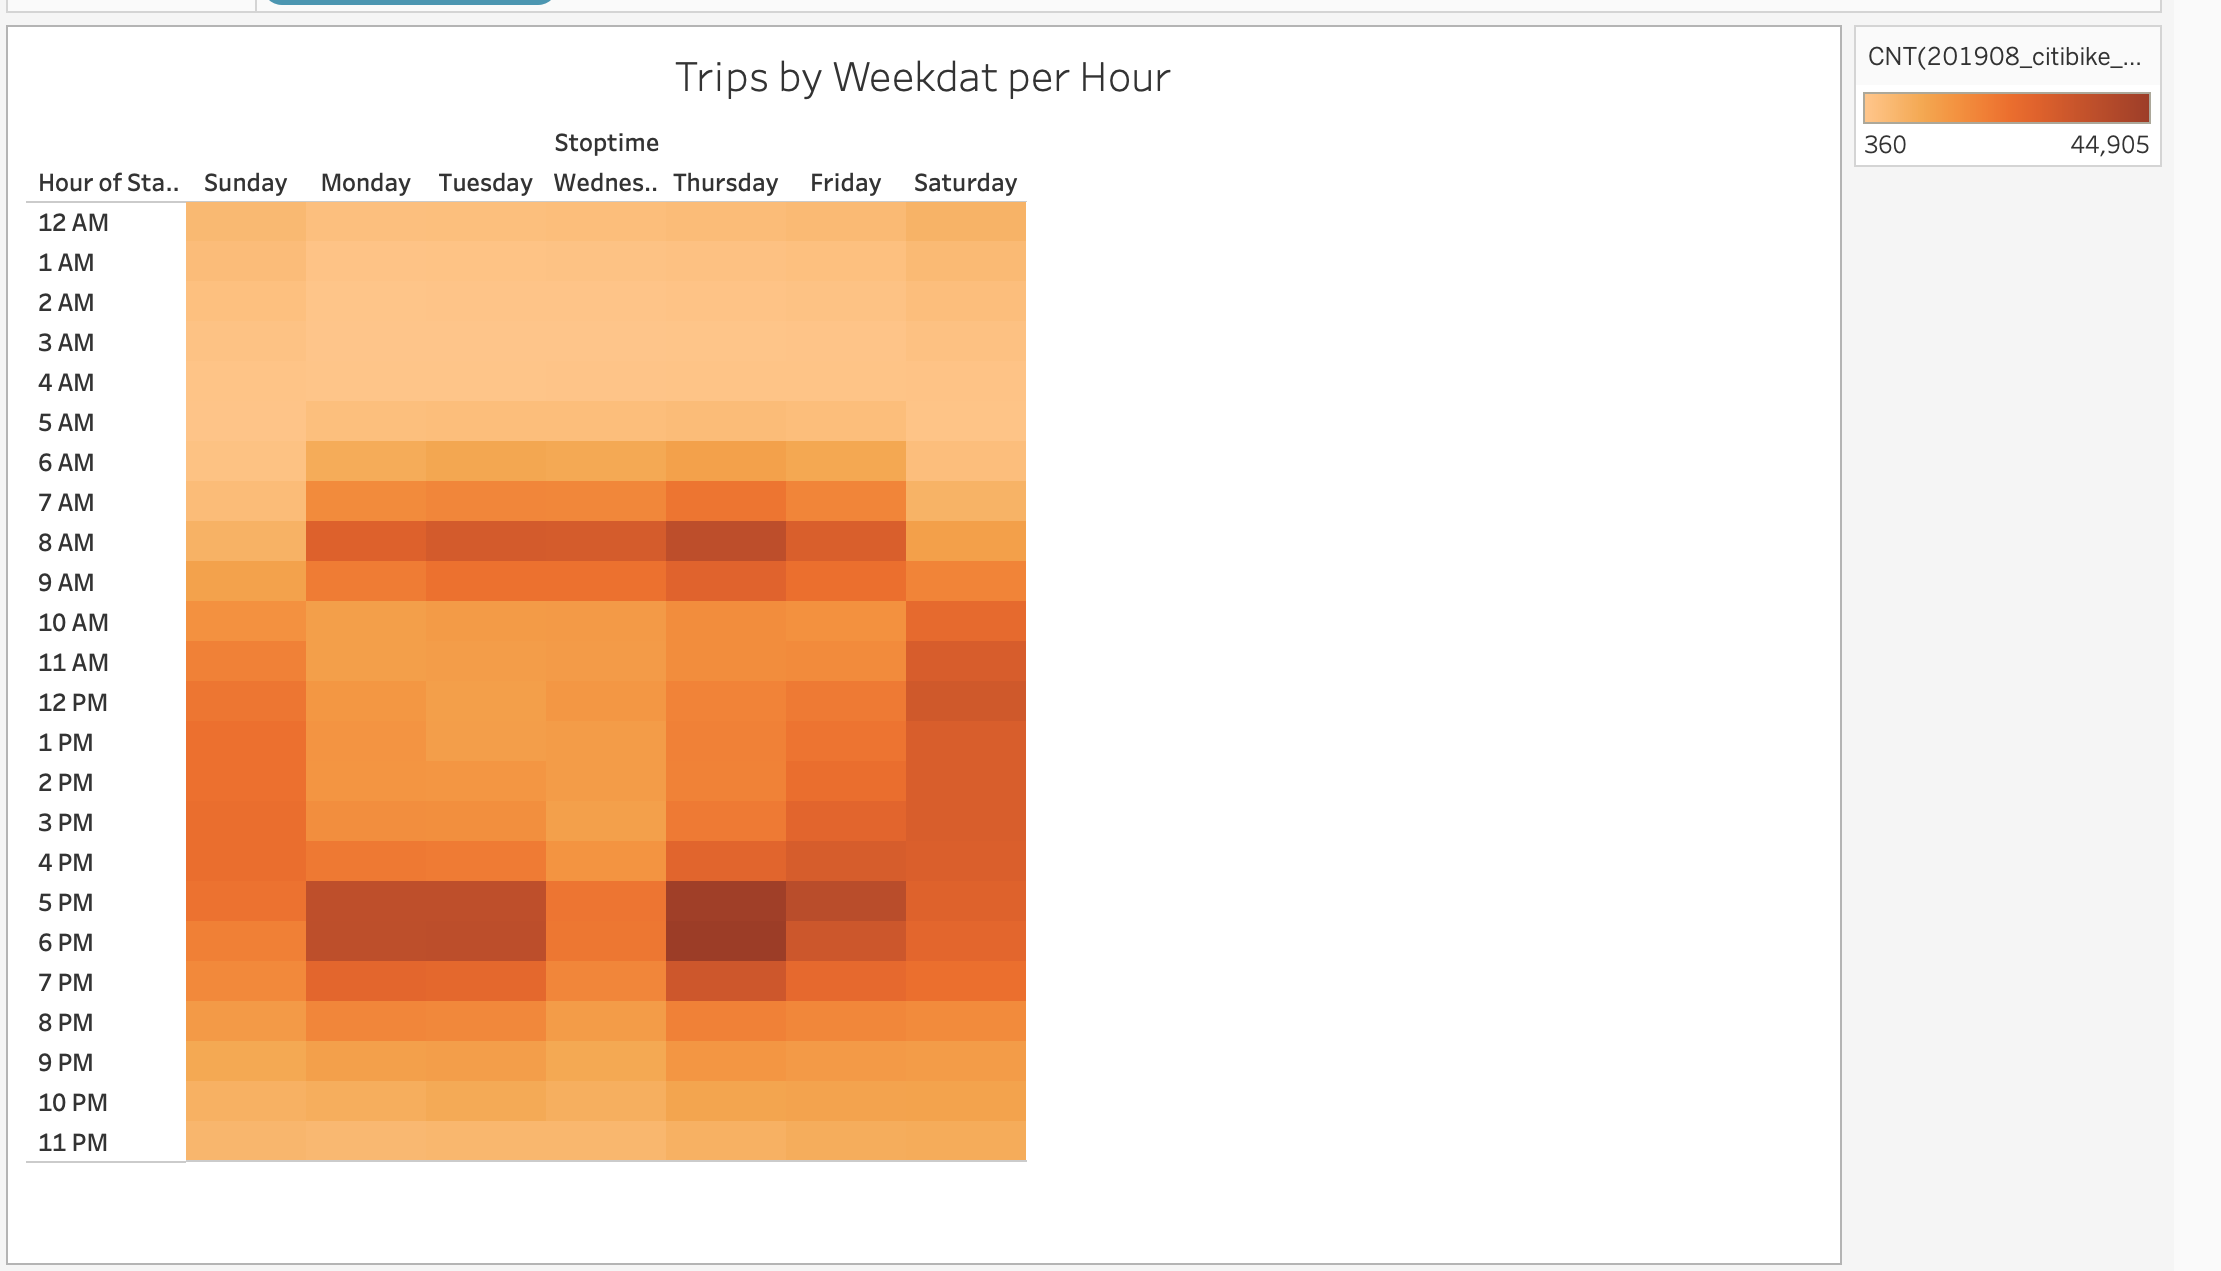 CNT(201908_citibike_...
360 44,905
Trips by Weekdat per Hour
Stoptime
Hour of Sta.. Sunday Monday Tuesday Wednes.. Thursday Friday Saturday
12 AM
1 AM
2 AM
3 AM
4 AM
5 AM
6 AM
7 AM
8 AM
9 AM
10 AM
11 AM
12 PM
1 PM
2 PM
3 PM
4 PM
5 PM
6 PM
7 PM
8 PM
9 PM
10 PM
11 PM